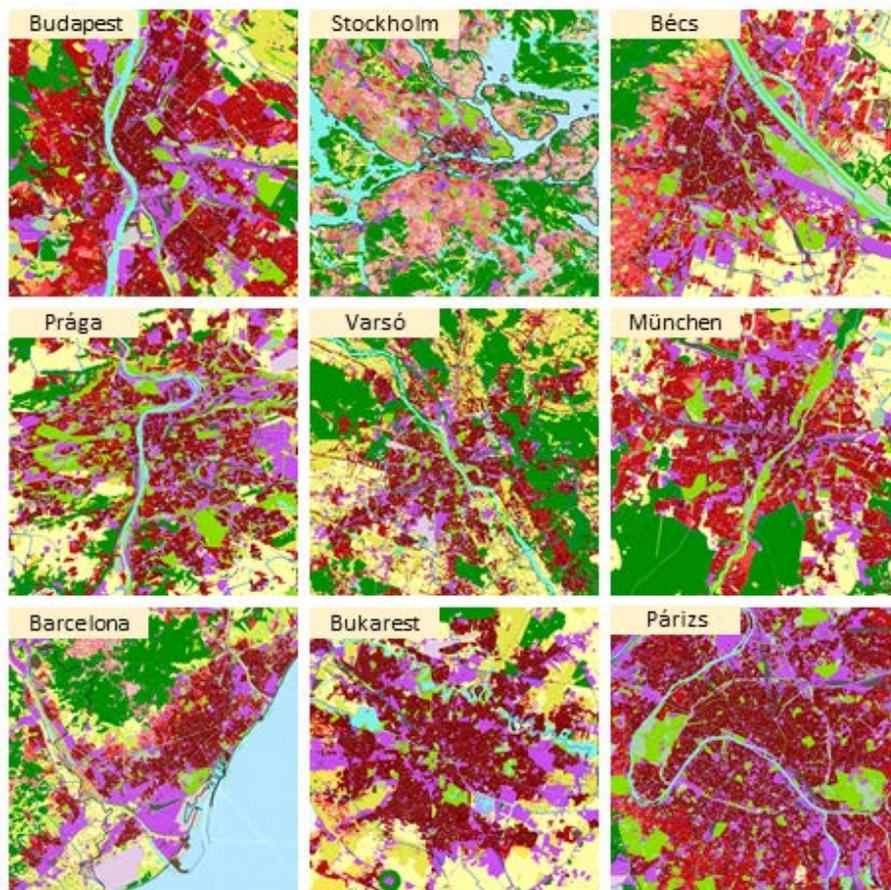 Budapest
Stockholm
Bécs
Prága
Varsó
München
Barcelona
Bukarest
Párizs